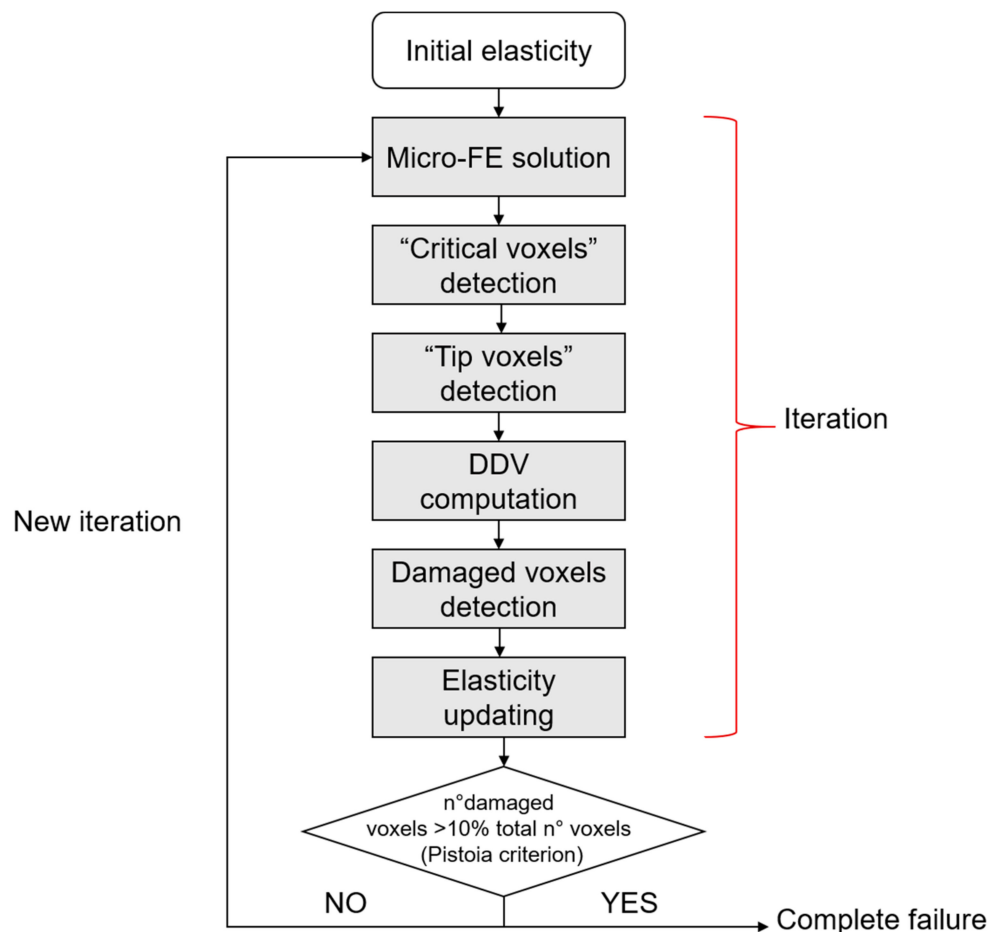 Initial elasticity
Micro-FE solution
“Critical voxels”
detection
“Tip voxels”
detection
Iteration
DDV
computation
New iteration
Damaged voxels
detection
Elasticity
updating
n°damaged
voxels >10% total n° voxels
(Pistoia criterion)
NO
YES
Complete failure